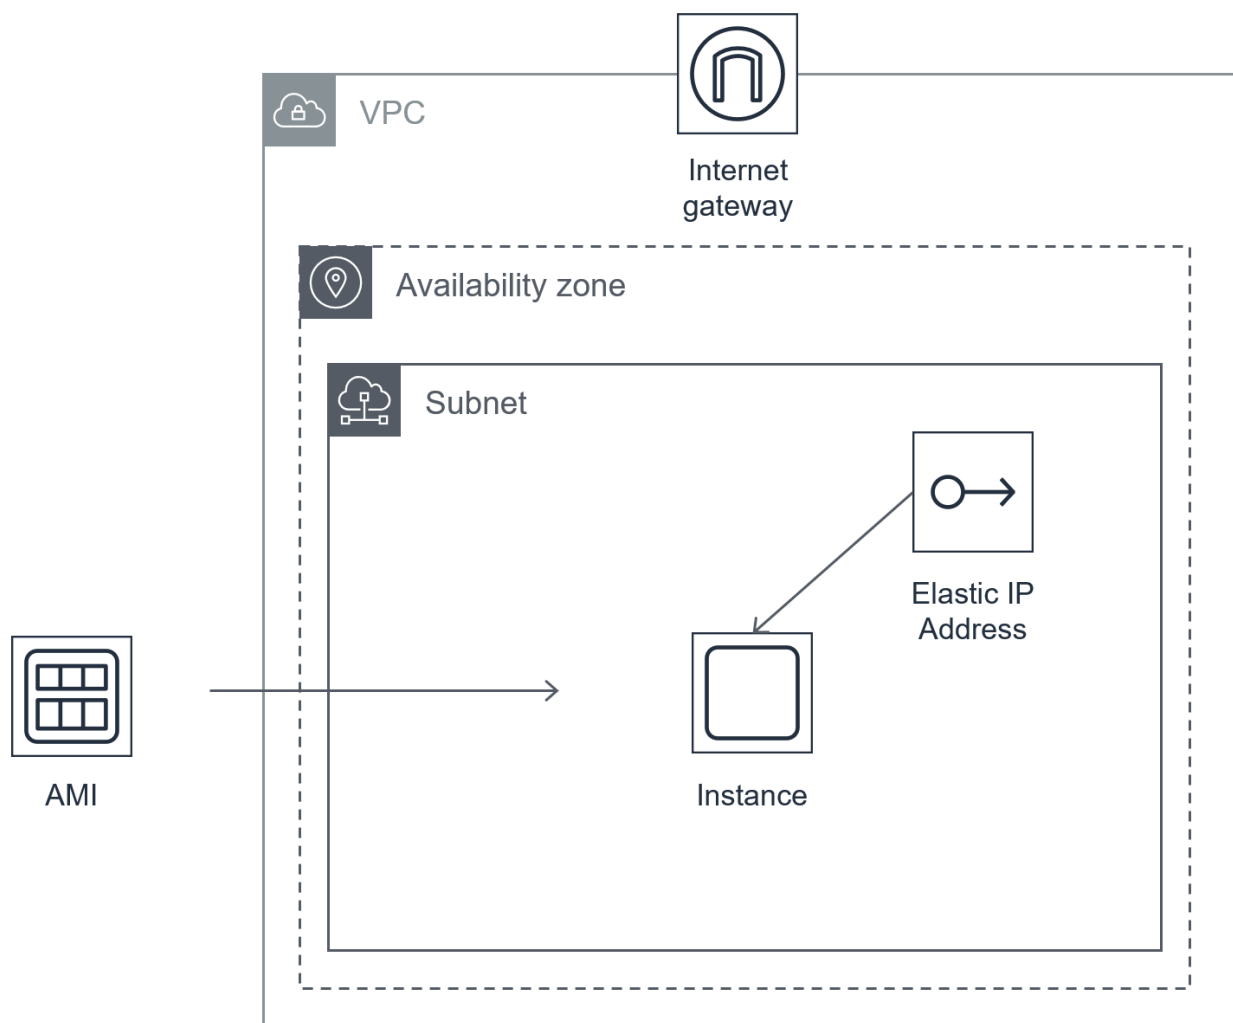 VPC
Internet
gateway
Availability zone
Subnet
Elastic IP
Address
AMI
Instance